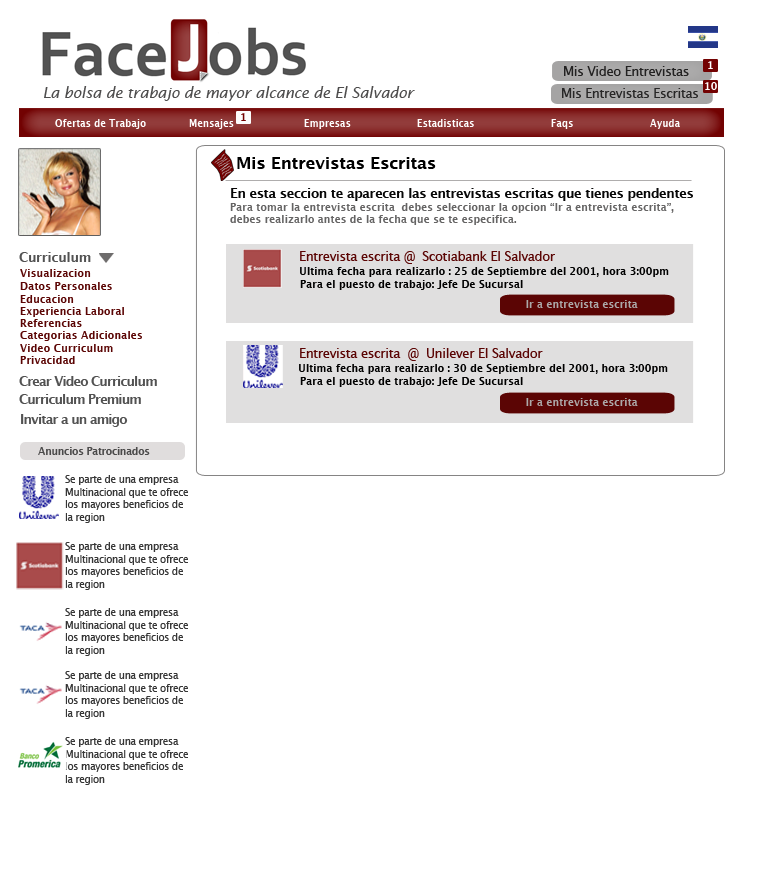 FaceJobs
La bolsa de trabajo de mayor alcance de El Salvador
Mis Video Entrevistas 1
Mis Entrevistas Escritas 10
Ofertas de Trabajo Mensajes 1 Empresas Estadisticas Faqs Ayuda
Curriculum
Visualizacion
Datos Personales
Educacion
Experiencia Laboral
Referencias
Categorias Adicionales
Video Curriculum
Privacidad
Crear Video Curriculum
Curriculum Premium
Invitar a un amigo
Anuncios Patrocinados
Unilever
Se parte de una empresa
Multinacional que te ofrece
los mayores beneficios de
la region
Scotiabank
Se parte de una empresa
Multinacional que te ofrece
los mayores beneficios de
la region
TACA
Se parte de una empresa
Multinacional que te ofrece
los mayores beneficios de
la region
TACA
Se parte de una empresa
Multinacional que te ofrece
los mayores beneficios de
la region
Banco
Promerica
Se parte de una empresa
Multinacional que te ofrece
los mayores beneficios de
la region
Mis Entrevistas Escritas
En esta seccion te aparecen las entrevistas escritas que tienes pendentes
Para tomar la entrevista escrita debes seleccionar la opcion “Ir a entrevista escrita”,
debes realizarlo antes de la fecha que se te especifica.
Scotiabank
Entrevista escrita @ Scotiabank El Salvador
Ultima fecha para realizarlo : 25 de Septiembre del 2001, hora 3:00pm
Para el puesto de trabajo: Jefe De Sucursal
Ir a entrevista escrita
Unilever
Entrevista escrita @ Unilever El Salvador
Ultima fecha para realizarlo : 30 de Septiembre del 2001, hora 3:00pm
Para el puesto de trabajo: Jefe De Sucursal
Ir a entrevista escrita